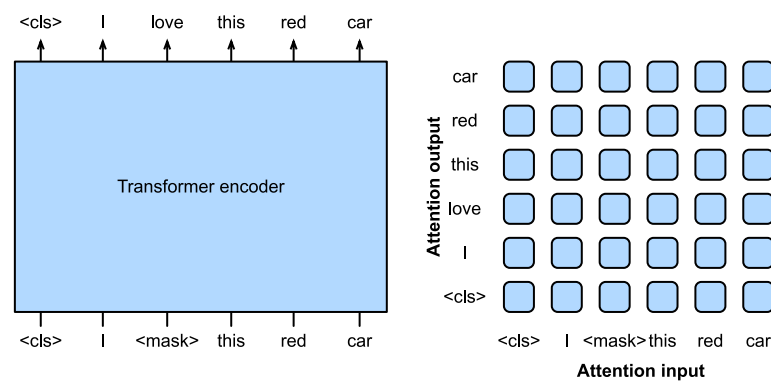 <cls> I love this red car
Transformer encoder
<cls> I <mask> this red car
Attention output
car
red
this
love
I
<cls>
<cls> I <mask> this red car
Attention input